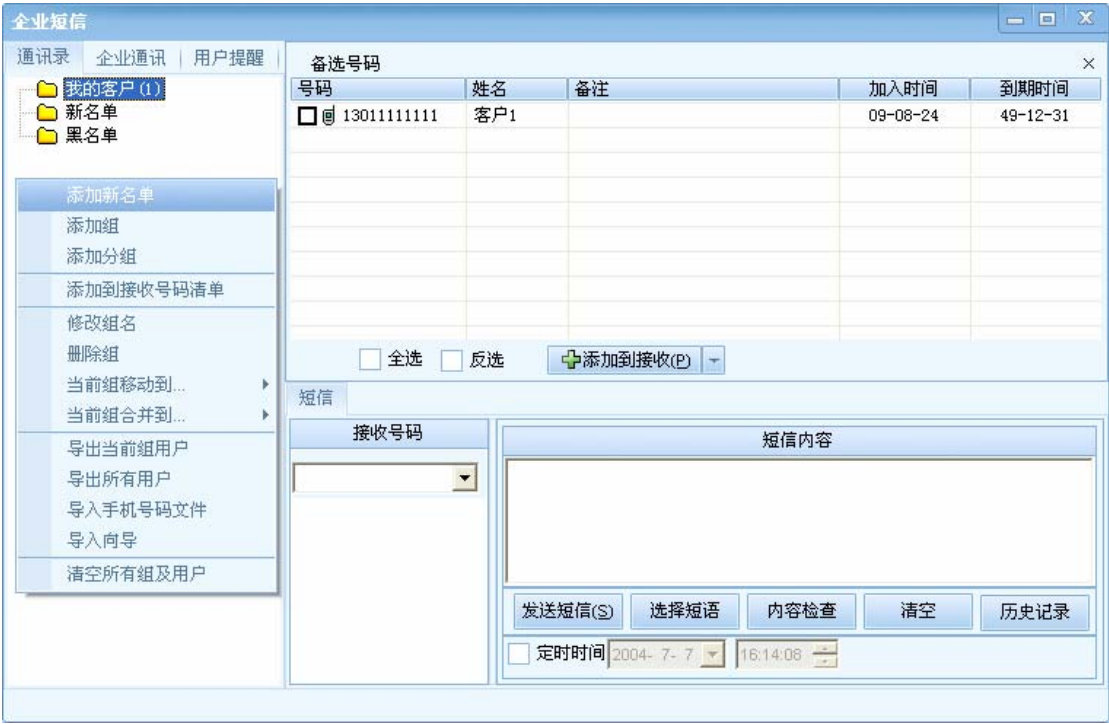 企业短信
通讯录 企业通讯 用户提醒
我的客户(1)
新名单
黑名单
添加新名单
添加组
添加分组
添加到接收号码清单
修改组名
删除组
当前组移动到...
当前组合并到...
导出当前组用户
导出所有用户
导入手机号码文件
导入向导
清空所有组及用户
备选号码
号码 姓名 备注 加入时间 到期时间
13011111111 客户1 09-08-24 49-12-31
全选 反选 添加到接收(P)
短信
接收号码
短信内容
发送短信(S) 选择短语 内容检查 清空 历史记录
定时时间 2004- 7- 7 16:14:08